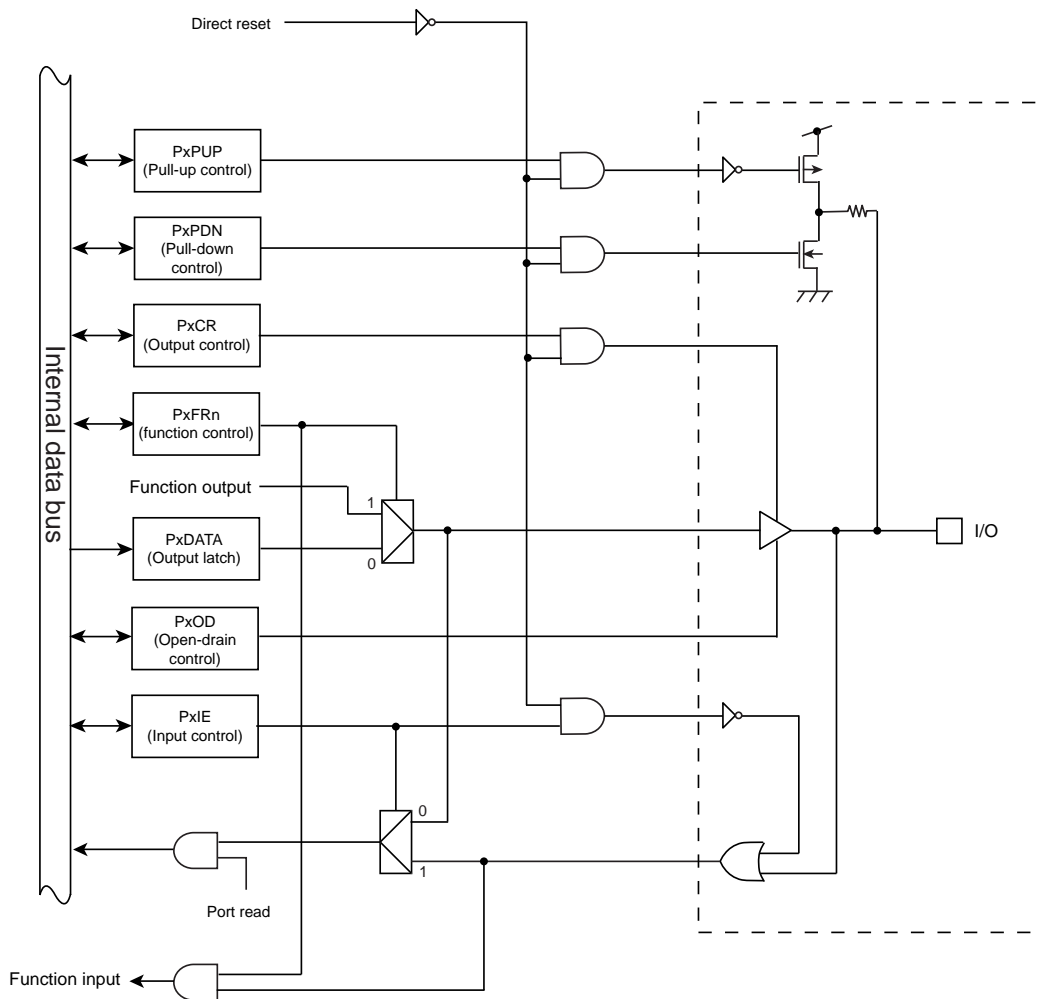 Direct reset
PxPUP
(Pull-up control)
PxPDN
(Pull-down
control)
PxCR
(Output control)
Internal data bus
PxFRn
(function control)
Function output
1
PxDATA
(Output latch)
0
I/O
PxOD
(Open-drain
control)
PxIE
(Input control)
0
1
Port read
Function input